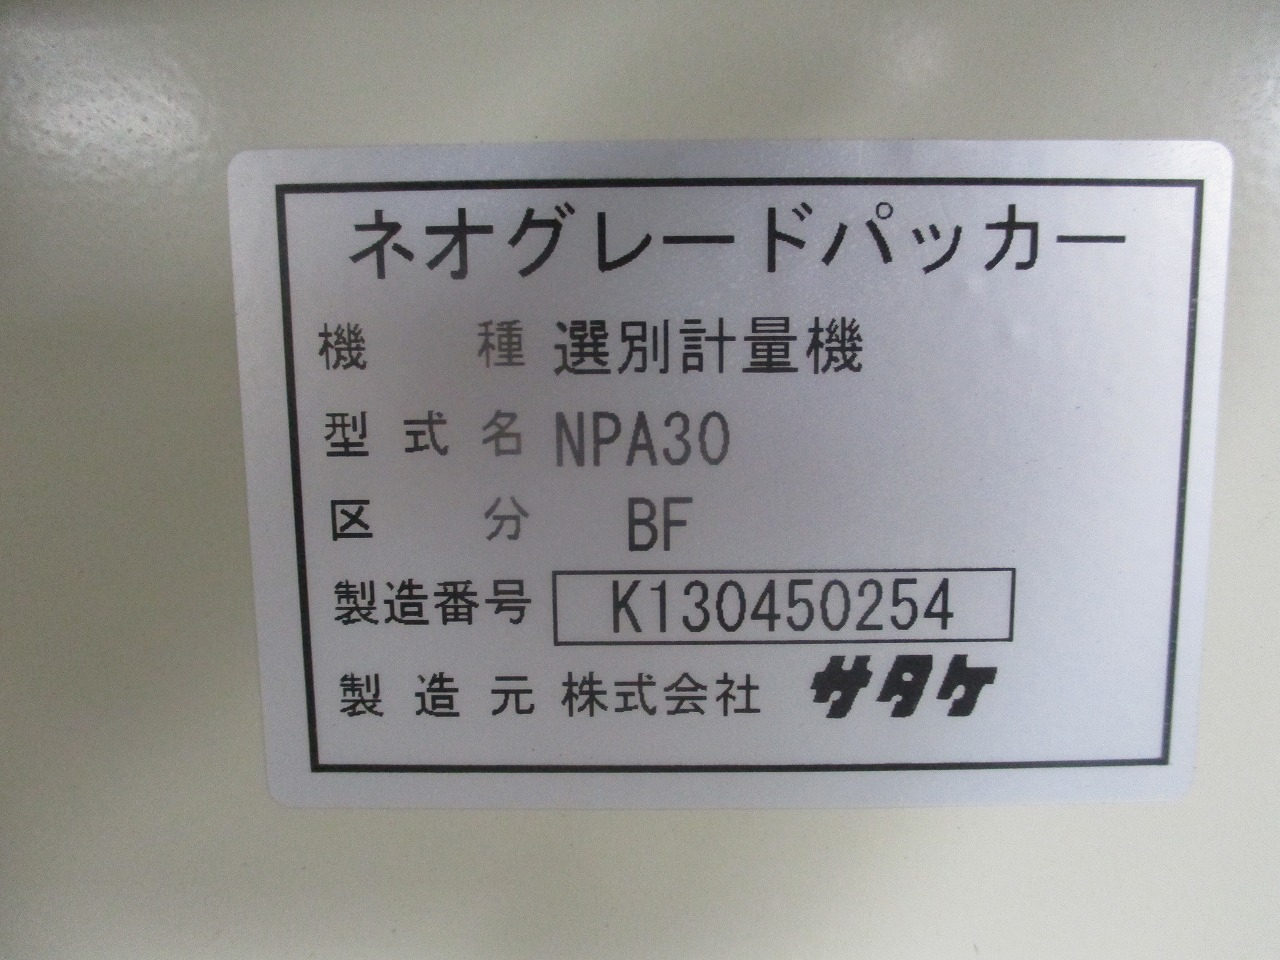 ネオグレードパッカー
機種 選別計量機
型式名 NPA30
区分 BF
製造番号 K130450254
製造元 株式会社 サタケ